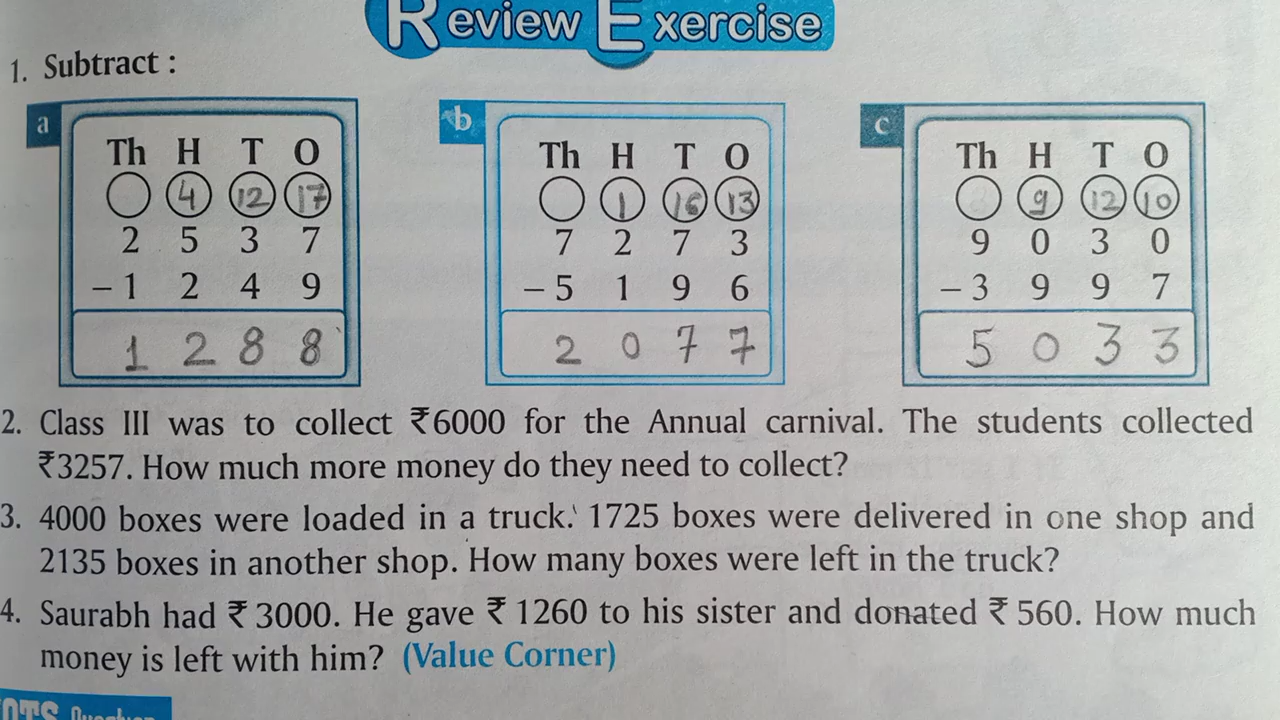 Review Exercise
1. Subtract :
a
Th H T O
4 12 17
2 5 3 7
– 1 2 4 9
1 2 8 8
b
Th H T O
1 16 13
7 2 7 3
– 5 1 9 6
2 0 7 7
c
Th H T O
9 12 10
9 0 3 0
– 3 9 9 7
5 0 3 3
2. Class III was to collect ₹6000 for the Annual carnival. The students collected
₹3257. How much more money do they need to collect?
3. 4000 boxes were loaded in a truck. 1725 boxes were delivered in one shop and
2135 boxes in another shop. How many boxes were left in the truck?
4. Saurabh had ₹ 3000. He gave ₹ 1260 to his sister and donated ₹ 560. How much
money is left with him? (Value Corner)
OTS Question